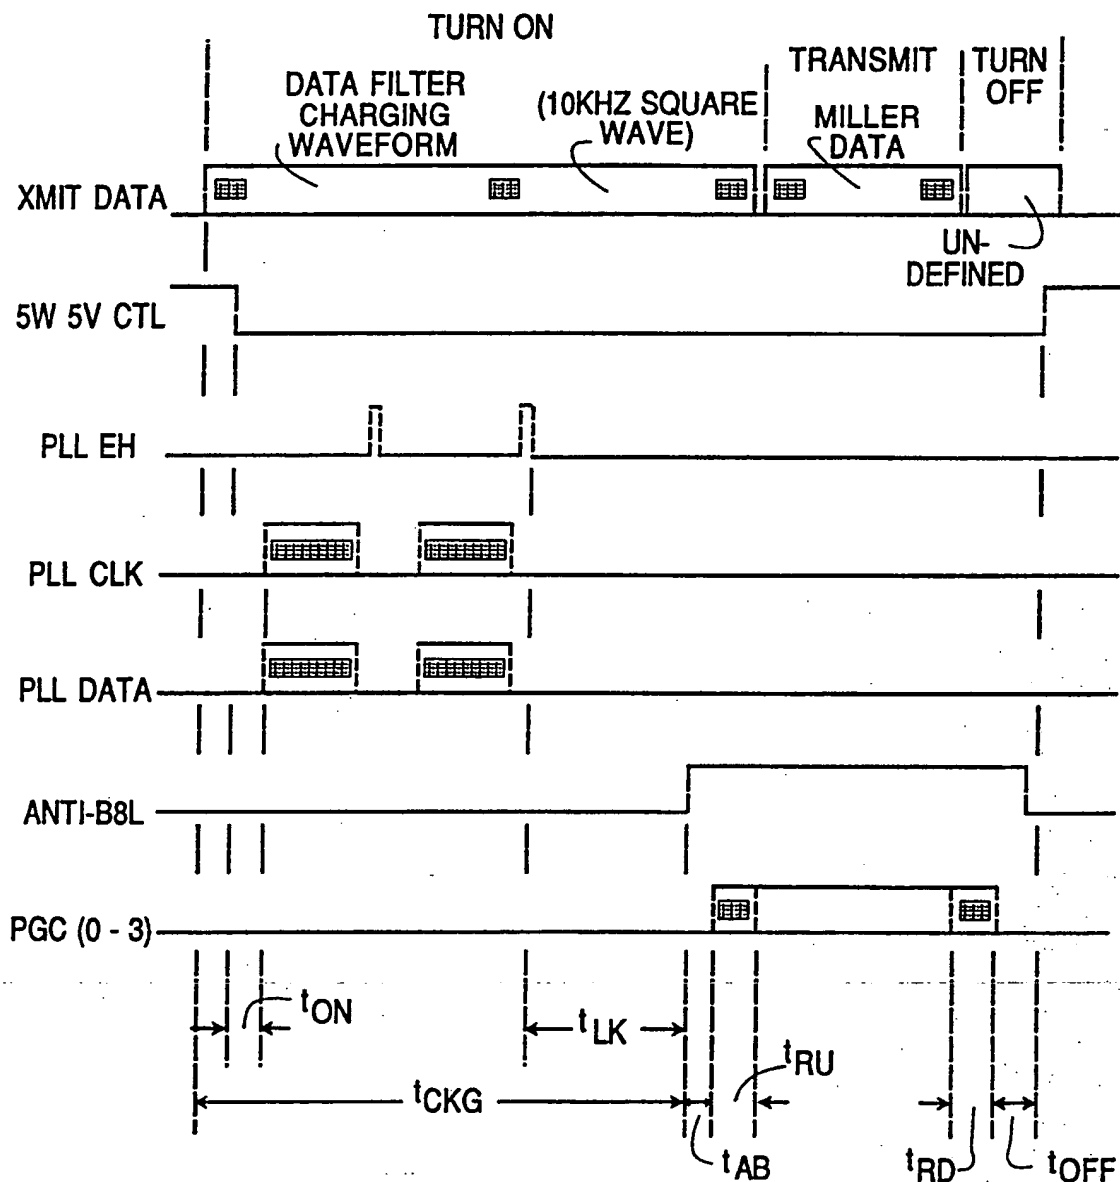 TURN ON
TRANSMIT
TURN
OFF
DATA FILTER
CHARGING
WAVEFORM
(10KHZ SQUARE
WAVE)
MILLER
DATA
XMIT DATA
UN-
DEFINED
5W 5V CTL
PLL EH
PLL CLK
PLL DATA
ANTI-B8L
PGC (0 - 3)
tON
tLK
tRU
tCKG
tAB
tRD
tOFF